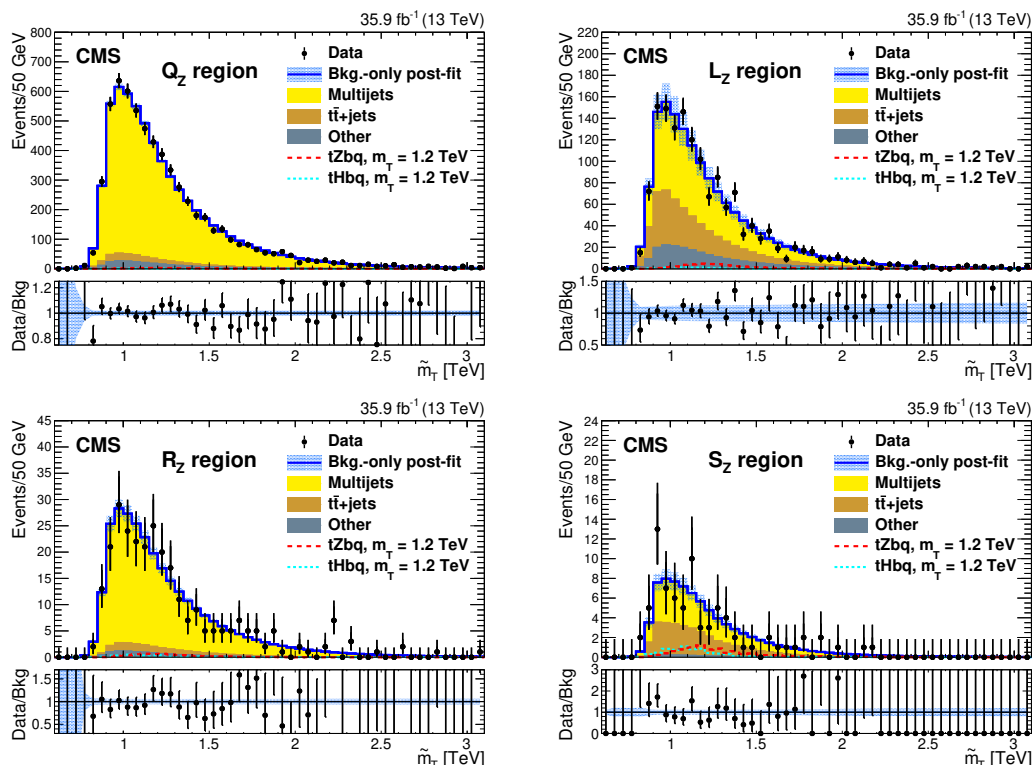 35.9 fb⁻¹ (13 TeV)
Events/50 GeV
800
700
600
500
400
300
200
100
0
CMS
Q_Z region
Data
Bkg.-only post-fit
Multijets
tt̄+jets
Other
tZbq, m_T = 1.2 TeV
tHbq, m_T = 1.2 TeV
Data/Bkg
1.2
1
0.8
1 1.5 2 2.5 3
m̃_T [TeV]
35.9 fb⁻¹ (13 TeV)
Events/50 GeV
220
200
180
160
140
120
100
80
60
40
20
0
CMS
L_Z region
Data
Bkg.-only post-fit
Multijets
tt̄+jets
Other
tZbq, m_T = 1.2 TeV
tHbq, m_T = 1.2 TeV
Data/Bkg
1.5
1
0.5
1 1.5 2 2.5 3
m̃_T [TeV]
35.9 fb⁻¹ (13 TeV)
Events/50 GeV
45
40
35
30
25
20
15
10
5
0
CMS
R_Z region
Data
Bkg.-only post-fit
Multijets
tt̄+jets
Other
tZbq, m_T = 1.2 TeV
tHbq, m_T = 1.2 TeV
Data/Bkg
1.5
1
0.5
1 1.5 2 2.5 3
m̃_T [TeV]
35.9 fb⁻¹ (13 TeV)
Events/50 GeV
24
22
20
18
16
14
12
10
8
6
4
2
0
CMS
S_Z region
Data
Bkg.-only post-fit
Multijets
tt̄+jets
Other
tZbq, m_T = 1.2 TeV
tHbq, m_T = 1.2 TeV
Data/Bkg
3
2
1
0
1 1.5 2 2.5 3
m̃_T [TeV]